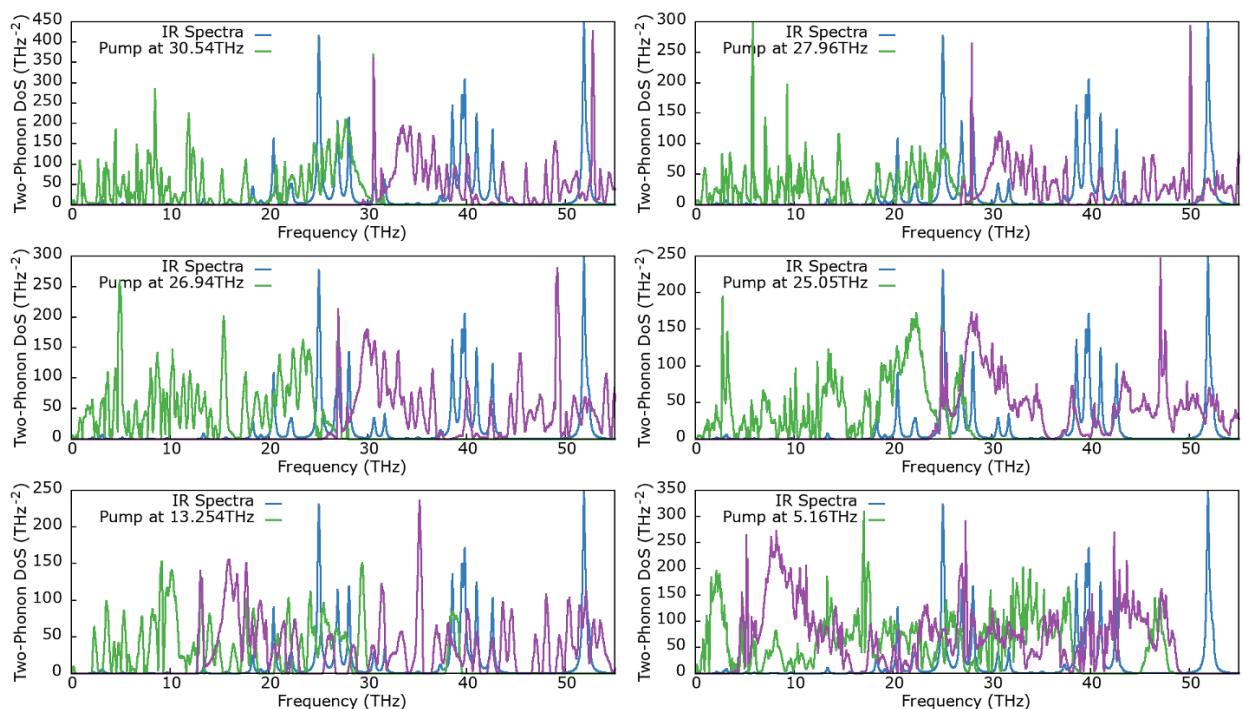 Two-Phonon DoS (THz-2)
450
400
350
300
250
200
150
100
50
0
IR Spectra
Pump at 30.54THz
0 10 20 30 40 50
Frequency (THz)
Two-Phonon DoS (THz-2)
300
250
200
150
100
50
0
IR Spectra
Pump at 27.96THz
0 10 20 30 40 50
Frequency (THz)
Two-Phonon DoS (THz-2)
300
250
200
150
100
50
0
IR Spectra
Pump at 26.94THz
0 10 20 30 40 50
Frequency (THz)
Two-Phonon DoS (THz-2)
250
200
150
100
50
0
IR Spectra
Pump at 25.05THz
0 10 20 30 40 50
Frequency (THz)
Two-Phonon DoS (THz-2)
250
200
150
100
50
0
IR Spectra
Pump at 13.254THz
0 10 20 30 40 50
Frequency (THz)
Two-Phonon DoS (THz-2)
350
300
250
200
150
100
50
0
IR Spectra
Pump at 5.16THz
0 10 20 30 40 50
Frequency (THz)